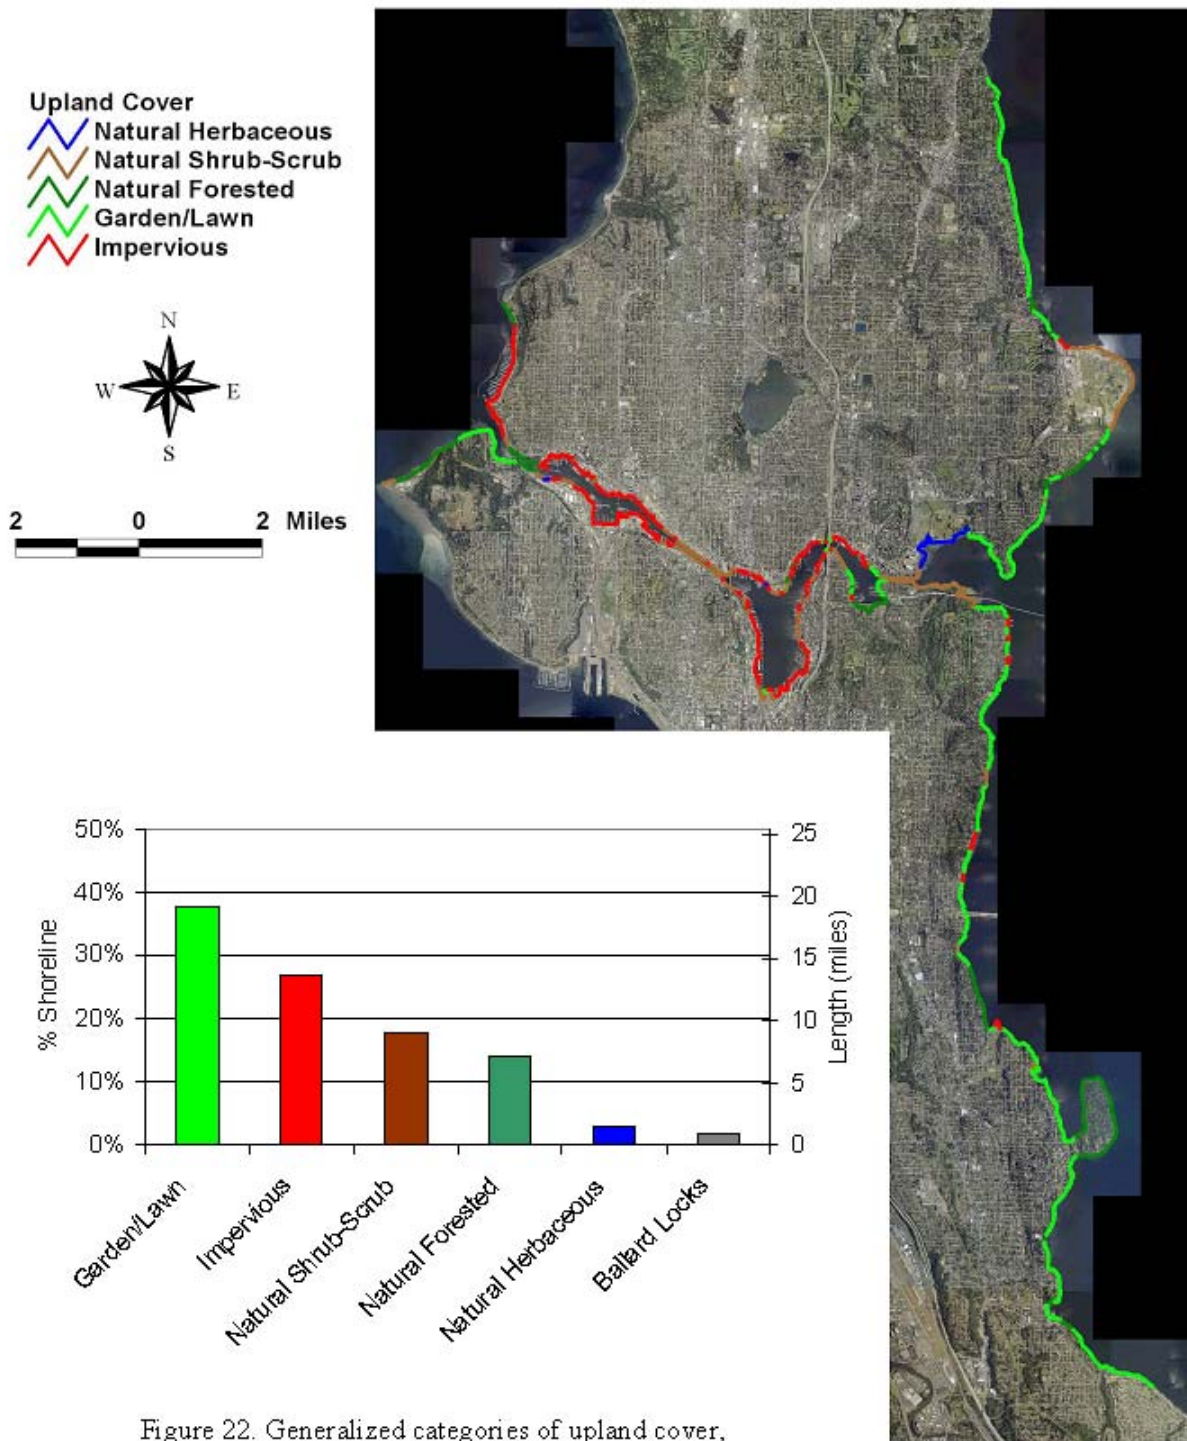 Upland Cover
Natural Herbaceous
Natural Shrub-Scrub
Natural Forested
Garden/Lawn
Impervious
N
W E
S
2 0 2 Miles
50% 25
40% 20
30% 15
20% 10
10% 5
0% 0
% Shoreline
Length (miles)
Garden/Lawn
Impervious
Natural Shrub-Scrub
Natural Forested
Natural Herbaceous
Ballard Locks
Figure 22. Generalized categories of upland cover,